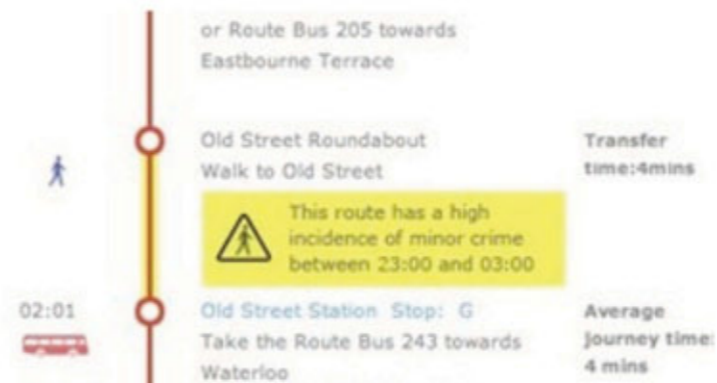 or Route Bus 205 towards
Eastbourne Terrace
Old Street Roundabout
Walk to Old Street
Transfer
time:4mins
This route has a high
incidence of minor crime
between 23:00 and 03:00
02:01
Old Street Station Stop: G
Take the Route Bus 243 towards
Waterloo
Average
journey time:
4 mins